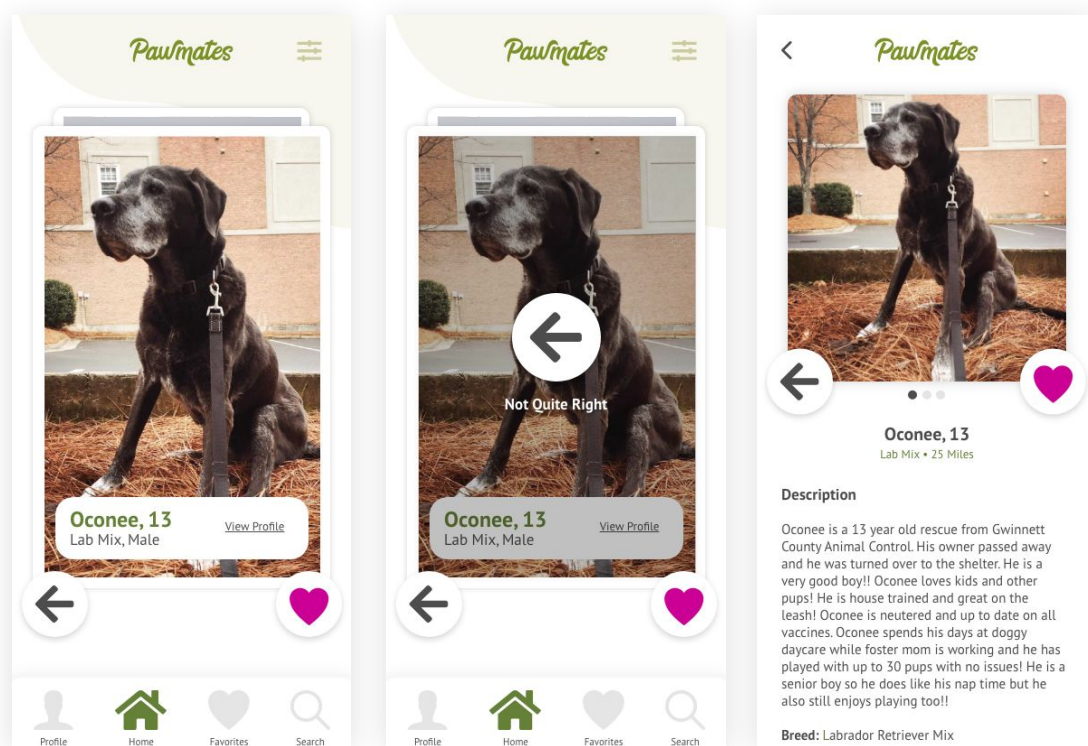 Pawmates
Oconee, 13
Lab Mix, Male
View Profile
Profile
Home
Favorites
Search
Pawmates
Not Quite Right
Oconee, 13
Lab Mix, Male
View Profile
Profile
Home
Favorites
Search
Pawmates
Oconee, 13
Lab Mix • 25 Miles
Description
Oconee is a 13 year old rescue from Gwinnett
County Animal Control. His owner passed away
and he was turned over to the shelter. He is a
very good boy!! Oconee loves kids and other
pups! He is house trained and great on the
leash! Oconee is neutered and up to date on all
vaccines. Oconee spends his days at doggy
daycare while foster mom is working and he has
played with up to 30 pups with no issues! He is a
senior boy so he does like his nap time but he
also still enjoys playing too!!
Breed: Labrador Retriever Mix